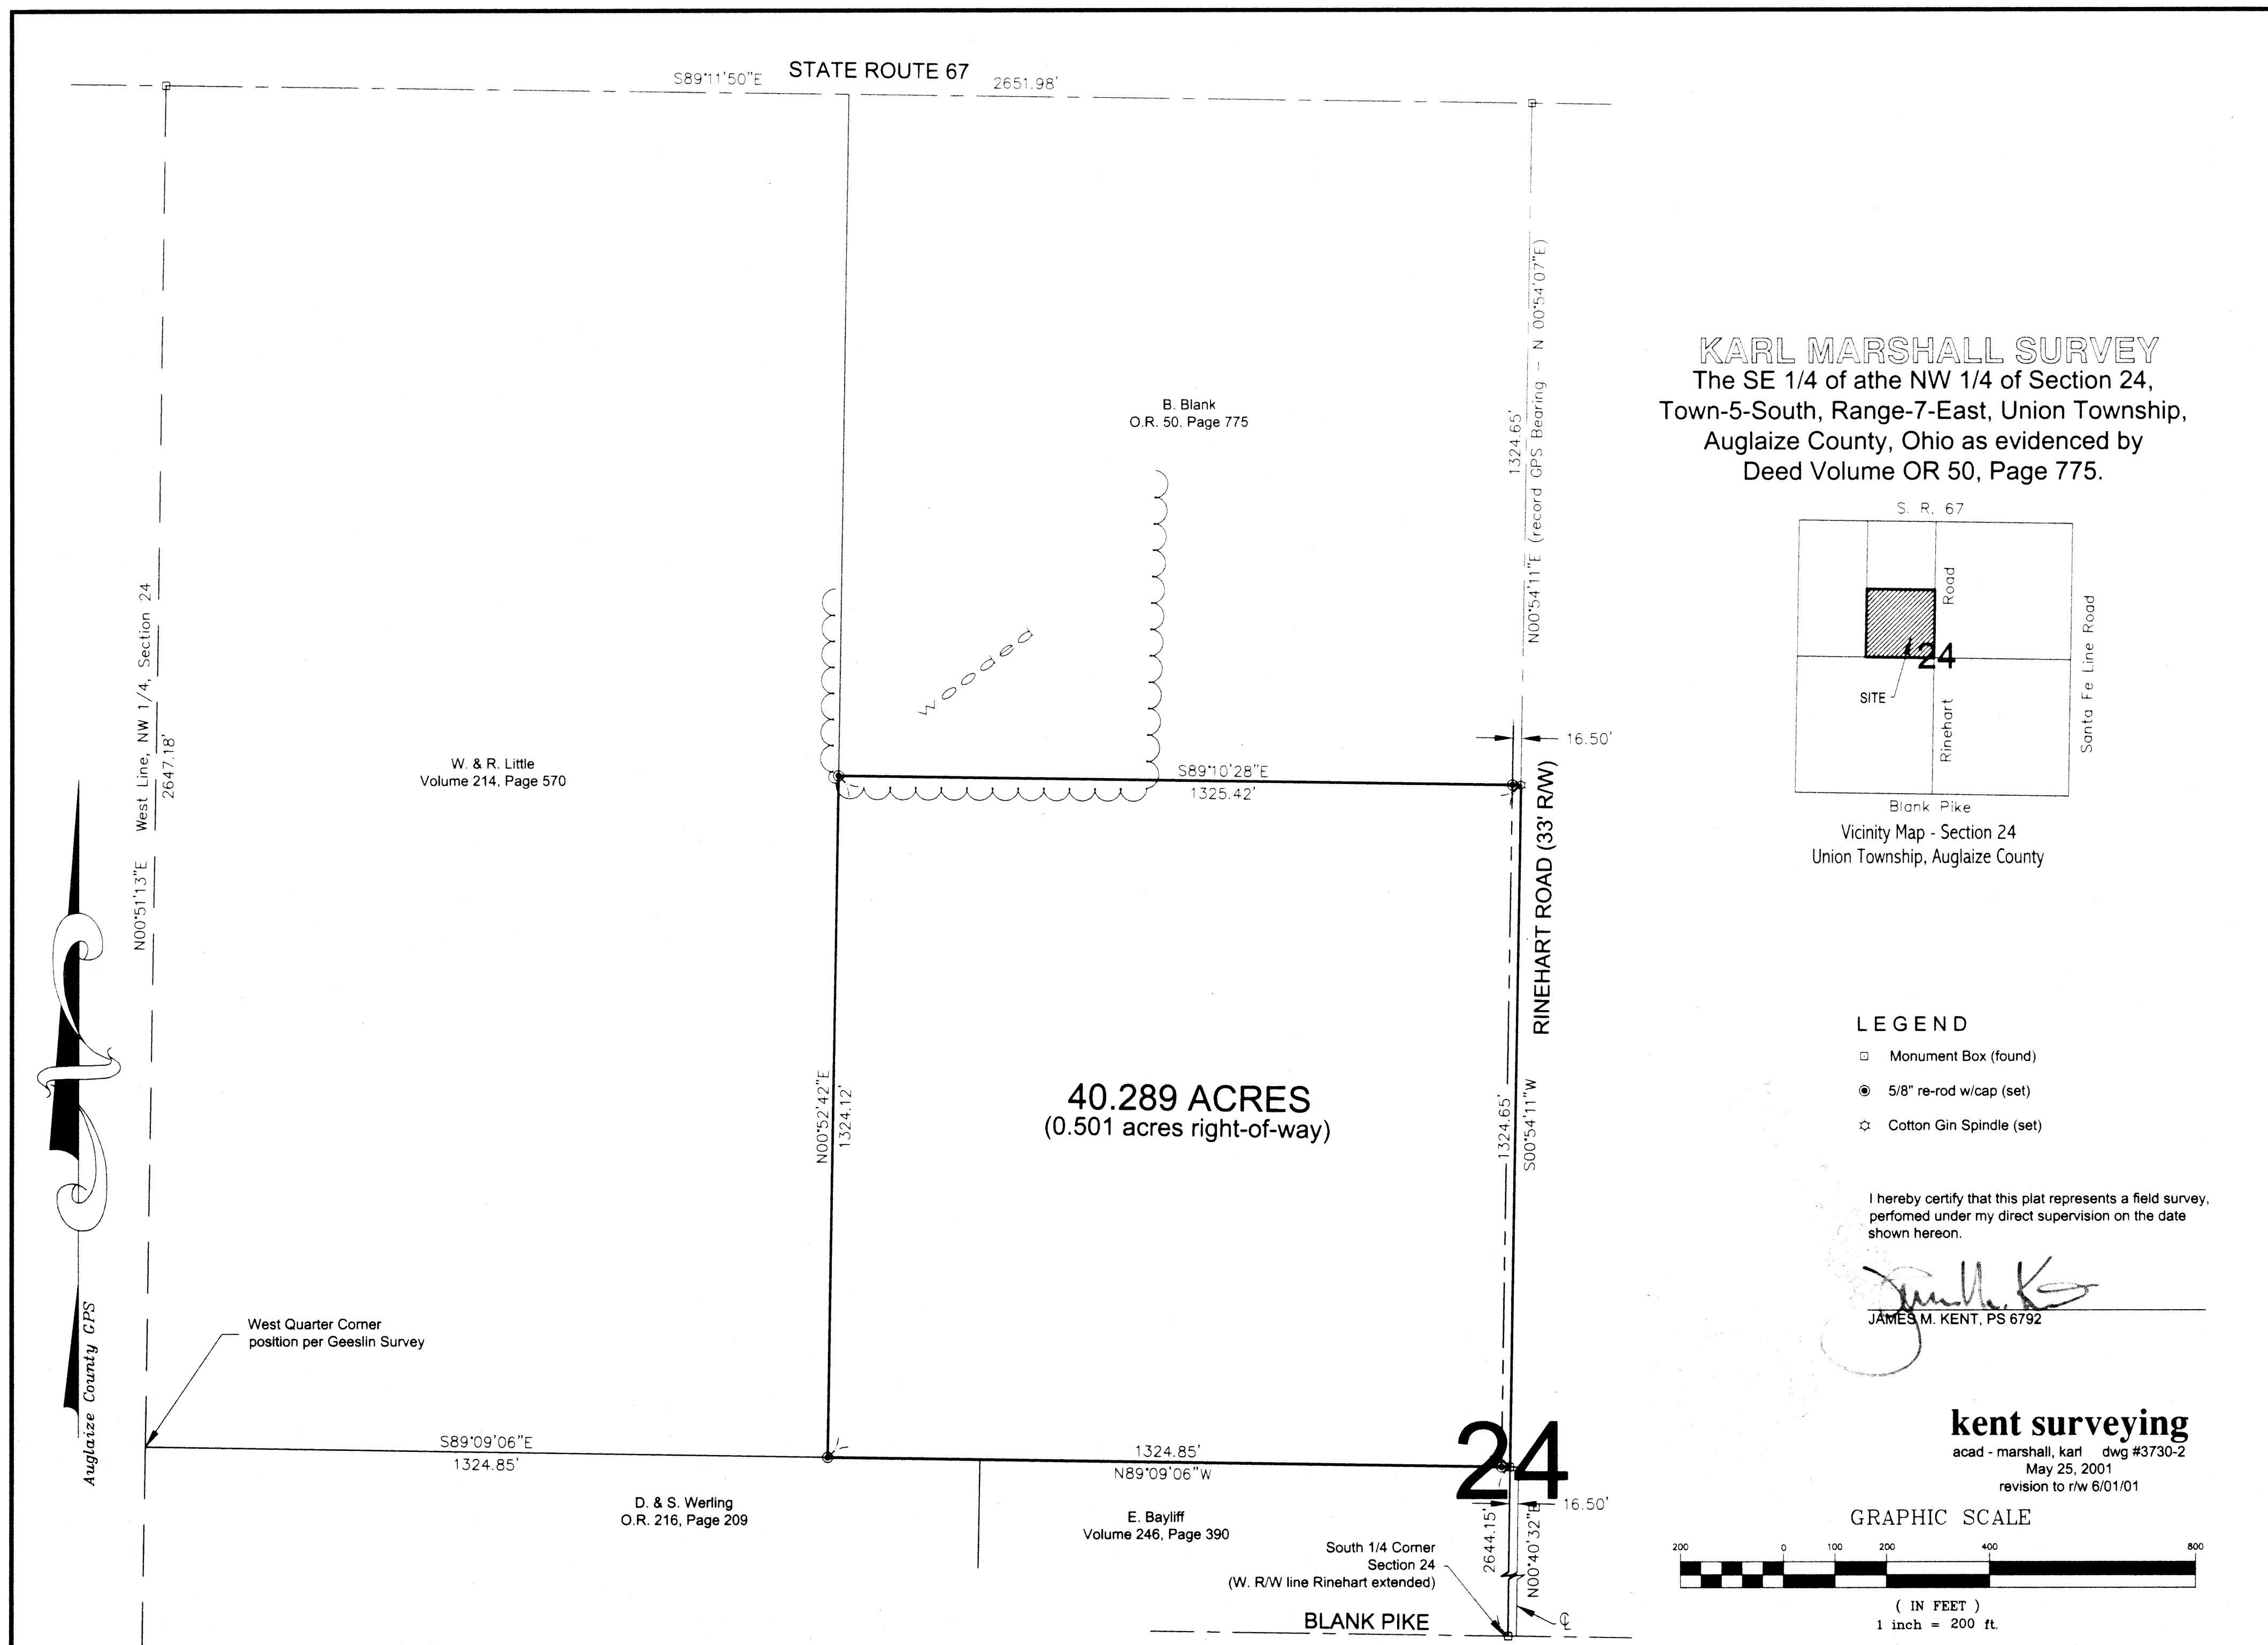 STATE ROUTE 67
S89°11'50"E
2651.98'
B. Blank
O.R. 50, Page 775
1324.65'
N00°54'11"E (record GPS Bearing - N 00°54'07"E)
West Line, NW 1/4, Section 24
2647.18'
N00°51'13"E
W. & R. Little
Volume 214, Page 570
Wooded
16.50'
S89°10'28"E
1325.42'
RINEHART ROAD (33' R/W)
N00°52'42"E
1324.12'
40.289 ACRES
(0.501 acres right-of-way)
1324.65'
S00°54'11"W
Auglaize County GPS
West Quarter Corner
position per Geeslin Survey
S89°09'06"E
1324.85'
1324.85'
N89°09'06"W
24
16.50'
D. & S. Werling
O.R. 216, Page 209
E. Bayliff
Volume 246, Page 390
South 1/4 Corner
Section 24
(W. R/W line Rinehart extended)
2644.15'
N00°40'32"E
BLANK PIKE
℄
KARL MARSHALL SURVEY
The SE 1/4 of athe NW 1/4 of Section 24,
Town-5-South, Range-7-East, Union Township,
Auglaize County, Ohio as evidenced by
Deed Volume OR 50, Page 775.
S. R. 67
Road
24
SITE
Rinehart
Santa Fe Line Road
Blank Pike
Vicinity Map - Section 24
Union Township, Auglaize County
LEGEND
Monument Box (found)
5/8" re-rod w/cap (set)
Cotton Gin Spindle (set)
I hereby certify that this plat represents a field survey,
perfomed under my direct supervision on the date
shown hereon.
JAMES M. KENT, PS 6792
kent surveying
acad - marshall, karl dwg #3730-2
May 25, 2001
revision to r/w 6/01/01
GRAPHIC SCALE
200 0 100 200 400 800
( IN FEET )
1 inch = 200 ft.